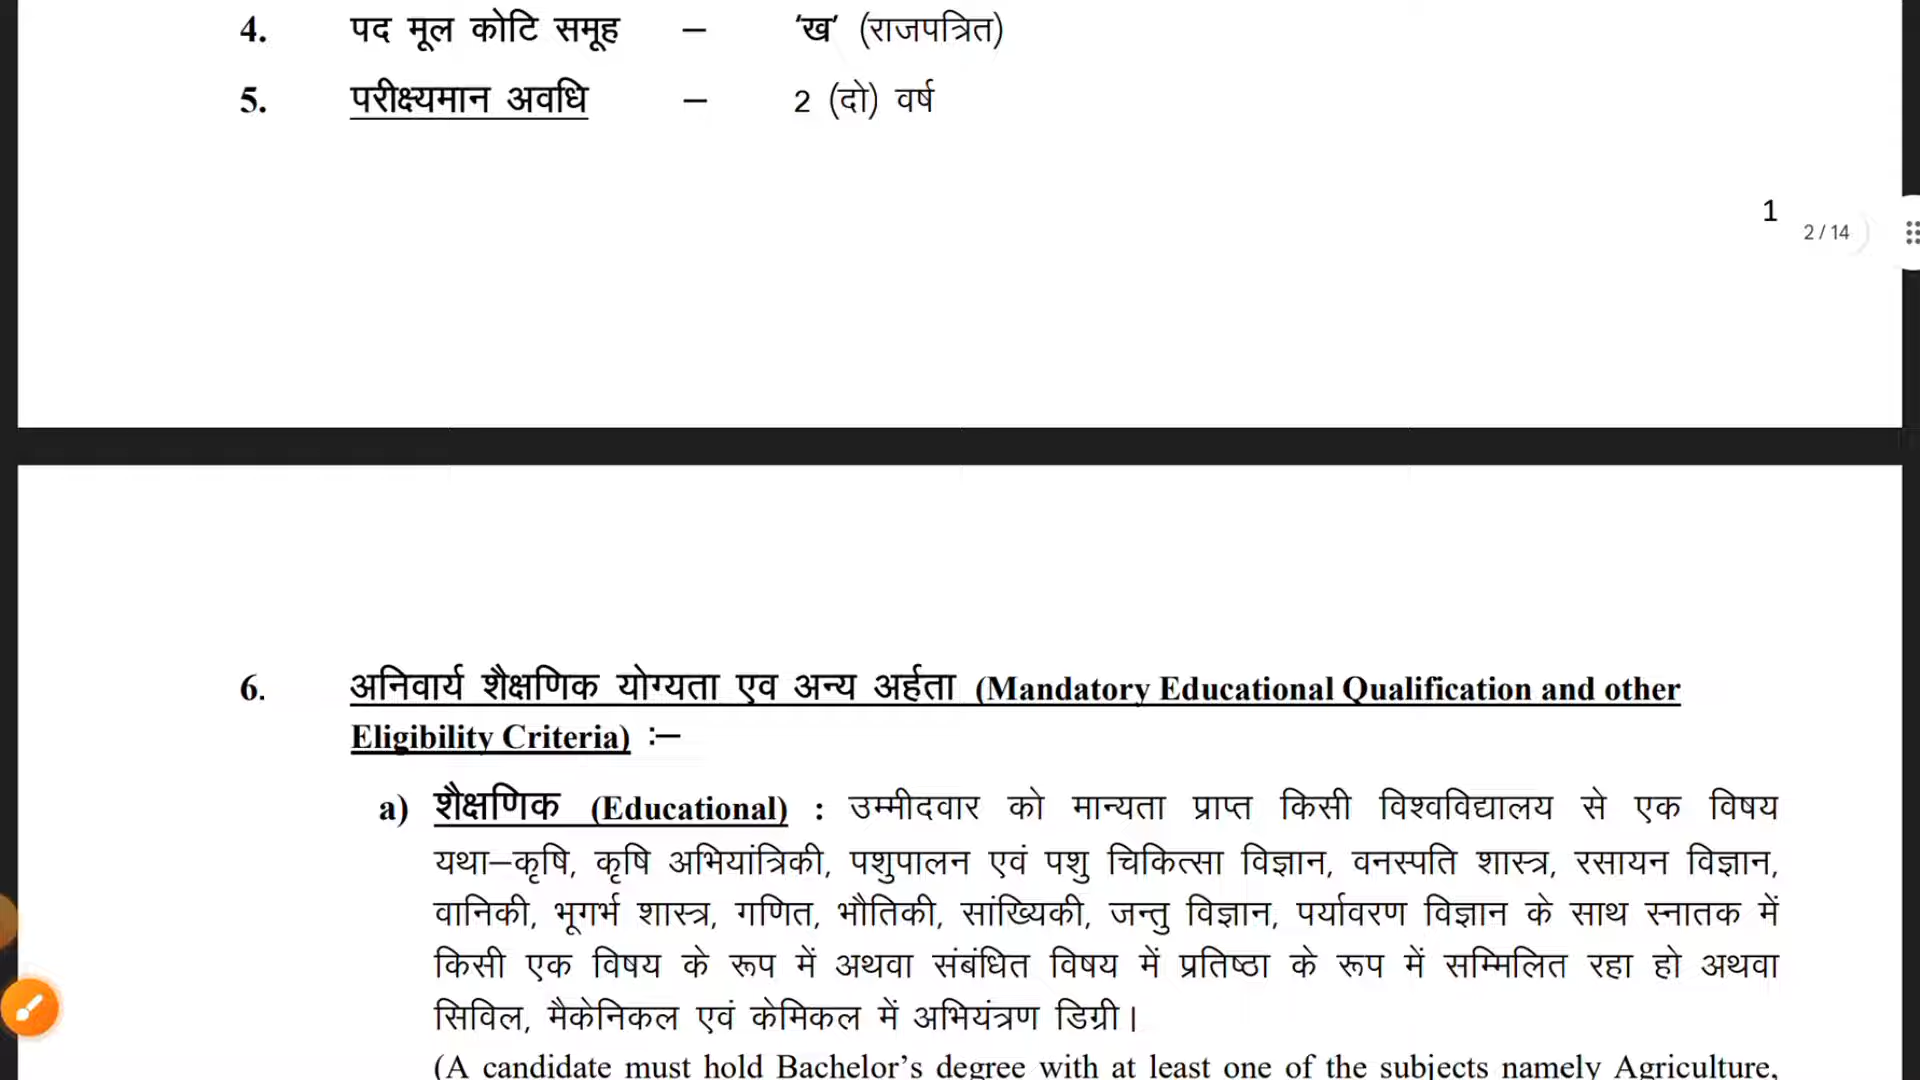 4. पद मूल कोटि समूह – 'ख' (राजपत्रित)
5. परीक्ष्यमान अवधि – 2 (दो) वर्ष
1
2 / 14
6. अनिवार्य शैक्षणिक योग्यता एव अन्य अर्हता (Mandatory Educational Qualification and other
Eligibility Criteria) :–
a) शैक्षणिक (Educational) : उम्मीदवार को मान्यता प्राप्त किसी विश्वविद्यालय से एक विषय
यथा–कृषि, कृषि अभियांत्रिकी, पशुपालन एवं पशु चिकित्सा विज्ञान, वनस्पति शास्त्र, रसायन विज्ञान,
वानिकी, भूगर्भ शास्त्र, गणित, भौतिकी, सांख्यिकी, जन्तु विज्ञान, पर्यावरण विज्ञान के साथ स्नातक में
किसी एक विषय के रूप में अथवा संबंधित विषय में प्रतिष्ठा के रूप में सम्मिलित रहा हो अथवा
सिविल, मैकेनिकल एवं केमिकल में अभियंत्रण डिग्री।
(A candidate must hold Bachelor's degree with at least one of the subjects namely Agriculture,